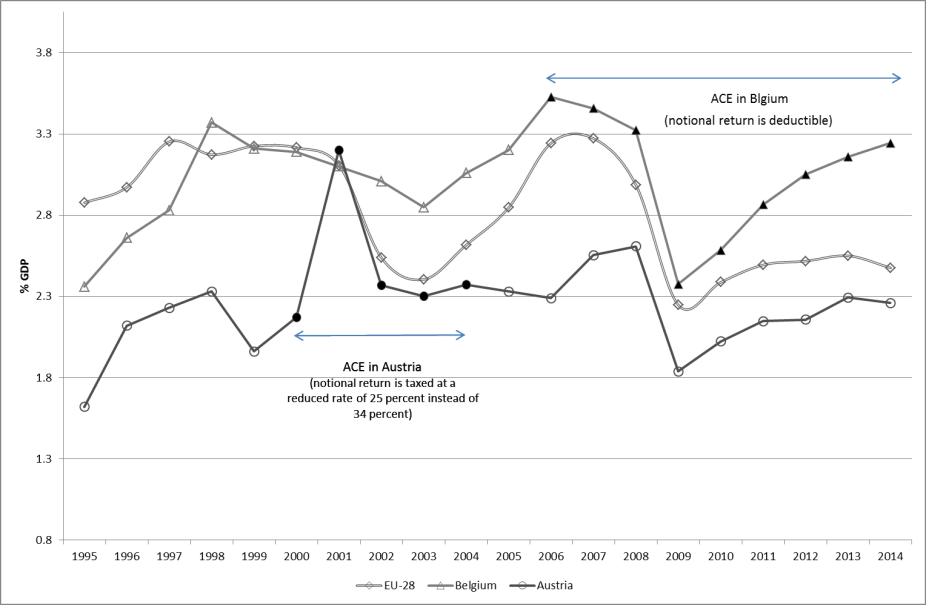 3.8
3.3
2.8
2.3
1.8
1.3
0.8
% GDP
ACE in Blgium
(notional return is deductible)
ACE in Austria
(notional return is taxed at a
reduced rate of 25 percent instead of
34 percent)
1995 1996 1997 1998 1999 2000 2001 2002 2003 2004 2005 2006 2007 2008 2009 2010 2011 2012 2013 2014
EU-28 Belgium Austria